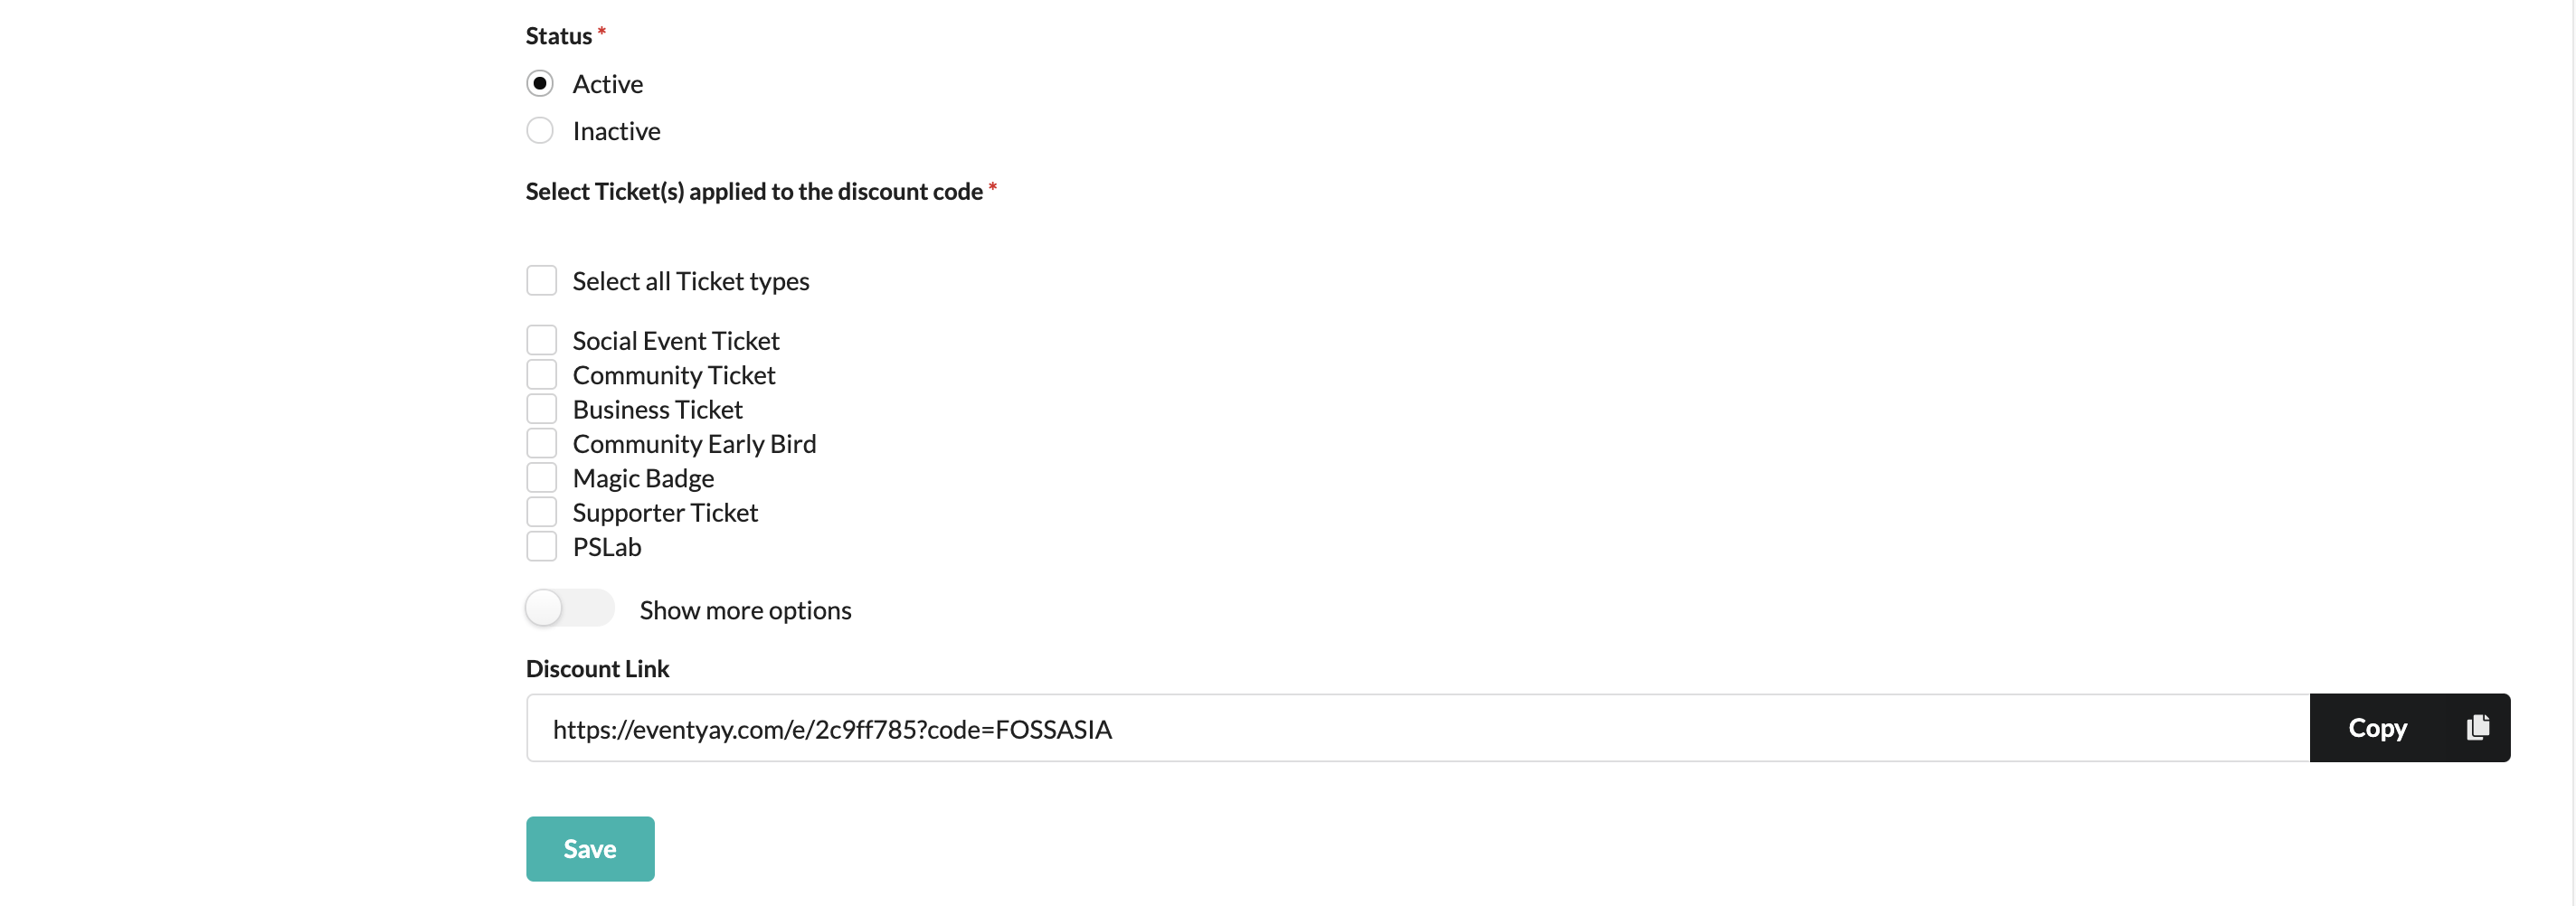 Status *
Active
Inactive
Select Ticket(s) applied to the discount code *
Select all Ticket types
Social Event Ticket
Community Ticket
Business Ticket
Community Early Bird
Magic Badge
Supporter Ticket
PSLab
Show more options
Discount Link
https://eventyay.com/e/2c9ff785?code=FOSSASIA
Copy
Save